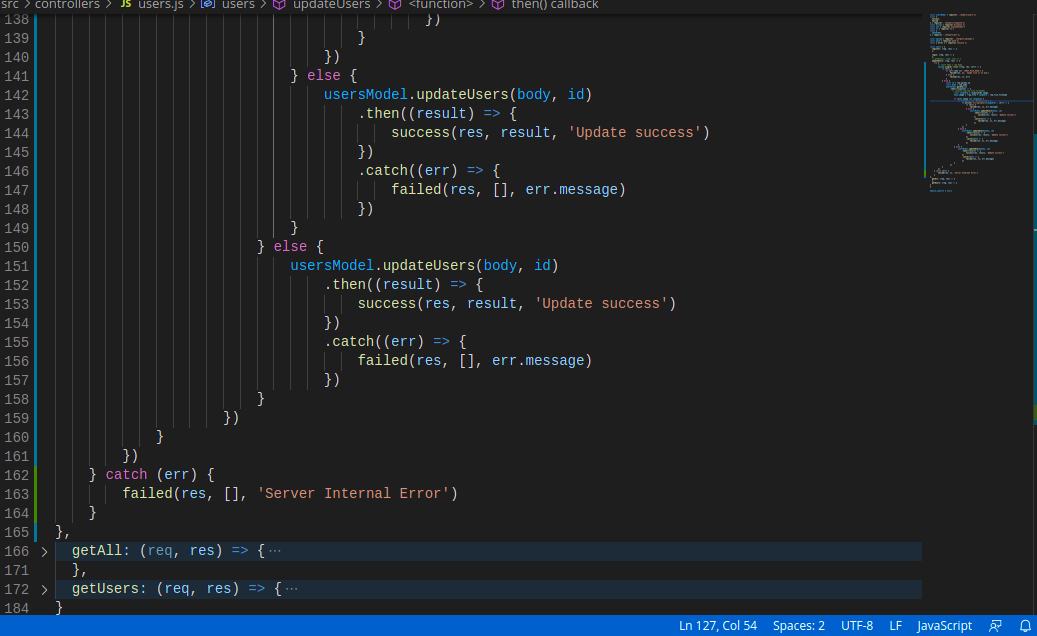 src > controllers > JS users.js > users > updateUsers > <function> > then() callback
138 })
139 }
140 })
141 } else {
142 usersModel.updateUsers(body, id)
143 .then((result) => {
144 success(res, result, 'Update success')
145 })
146 .catch((err) => {
147 failed(res, [], err.message)
148 })
149 }
150 } else {
151 usersModel.updateUsers(body, id)
152 .then((result) => {
153 success(res, result, 'Update success')
154 })
155 .catch((err) => {
156 failed(res, [], err.message)
157 })
158 }
159 })
160 }
161 })
162 } catch (err) {
163 failed(res, [], 'Server Internal Error')
164 }
165 },
166 > getAll: (req, res) => { ···
171 },
172 > getUsers: (req, res) => { ···
184 }
Ln 127, Col 54 Spaces: 2 UTF-8 LF JavaScript